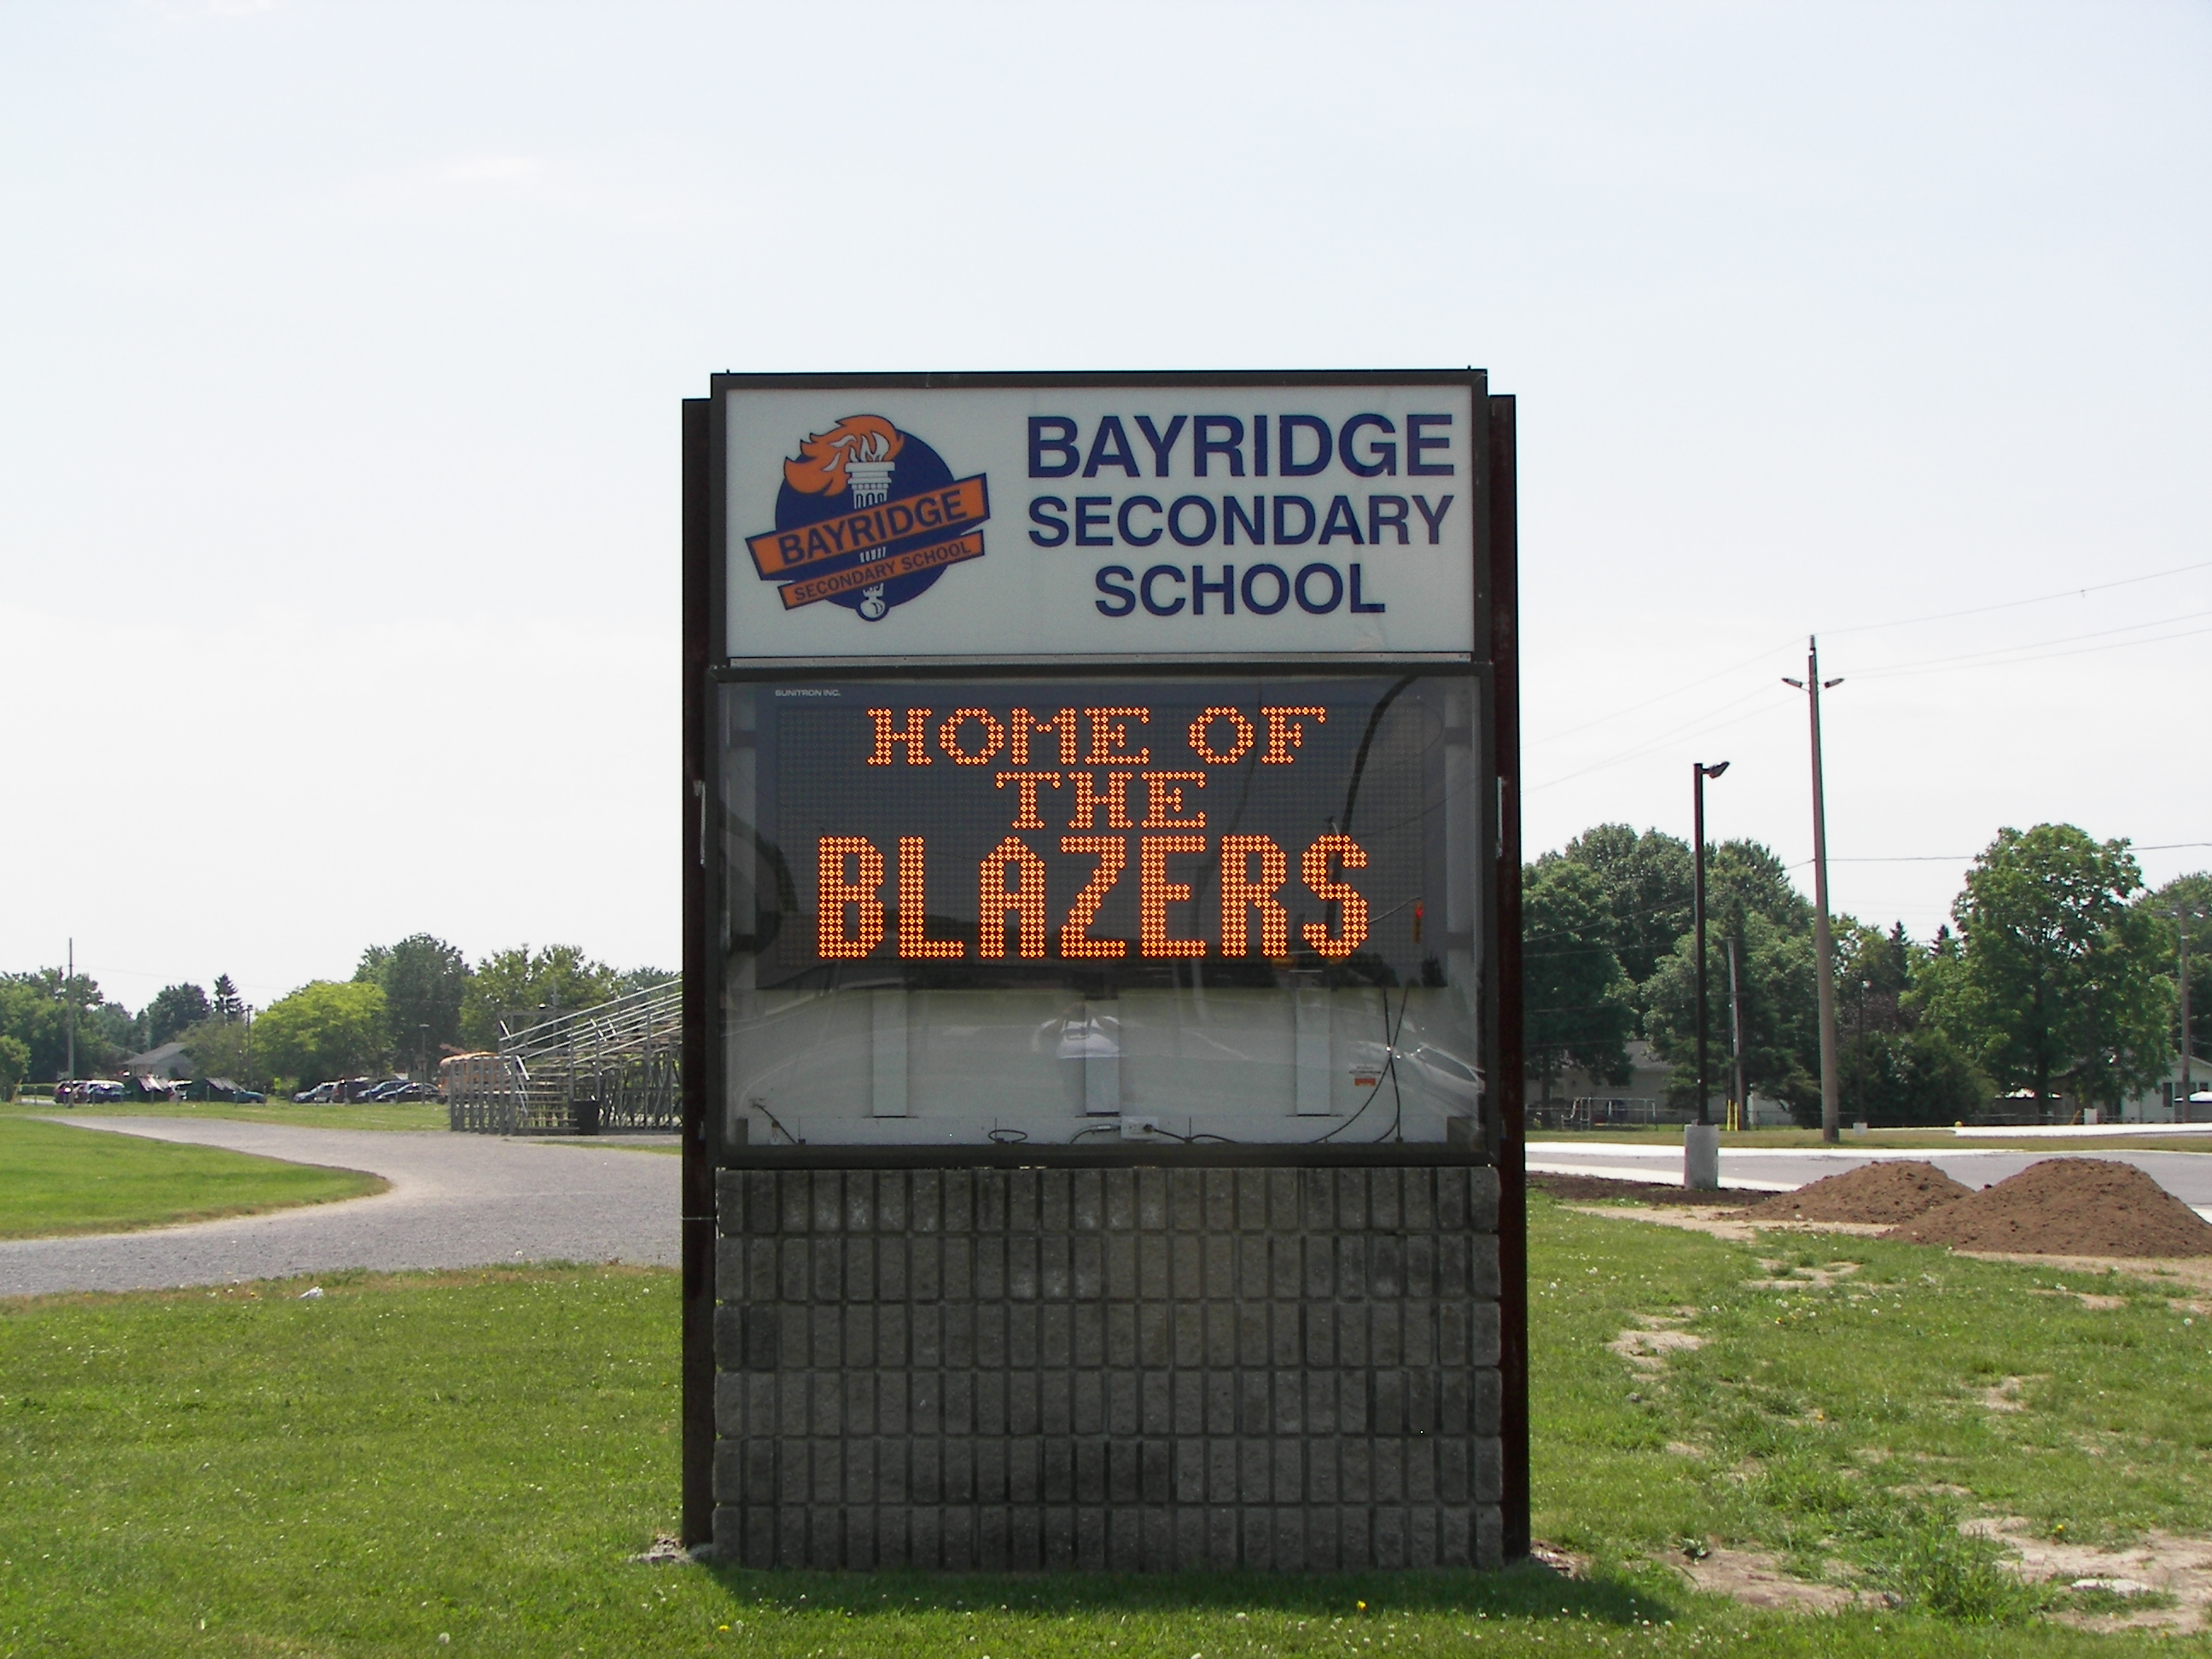 BAYRIDGE
SECONDARY SCHOOL
BAYRIDGE
SECONDARY
SCHOOL
SUNITRON INC.
HOME OF
THE
BLAZERS